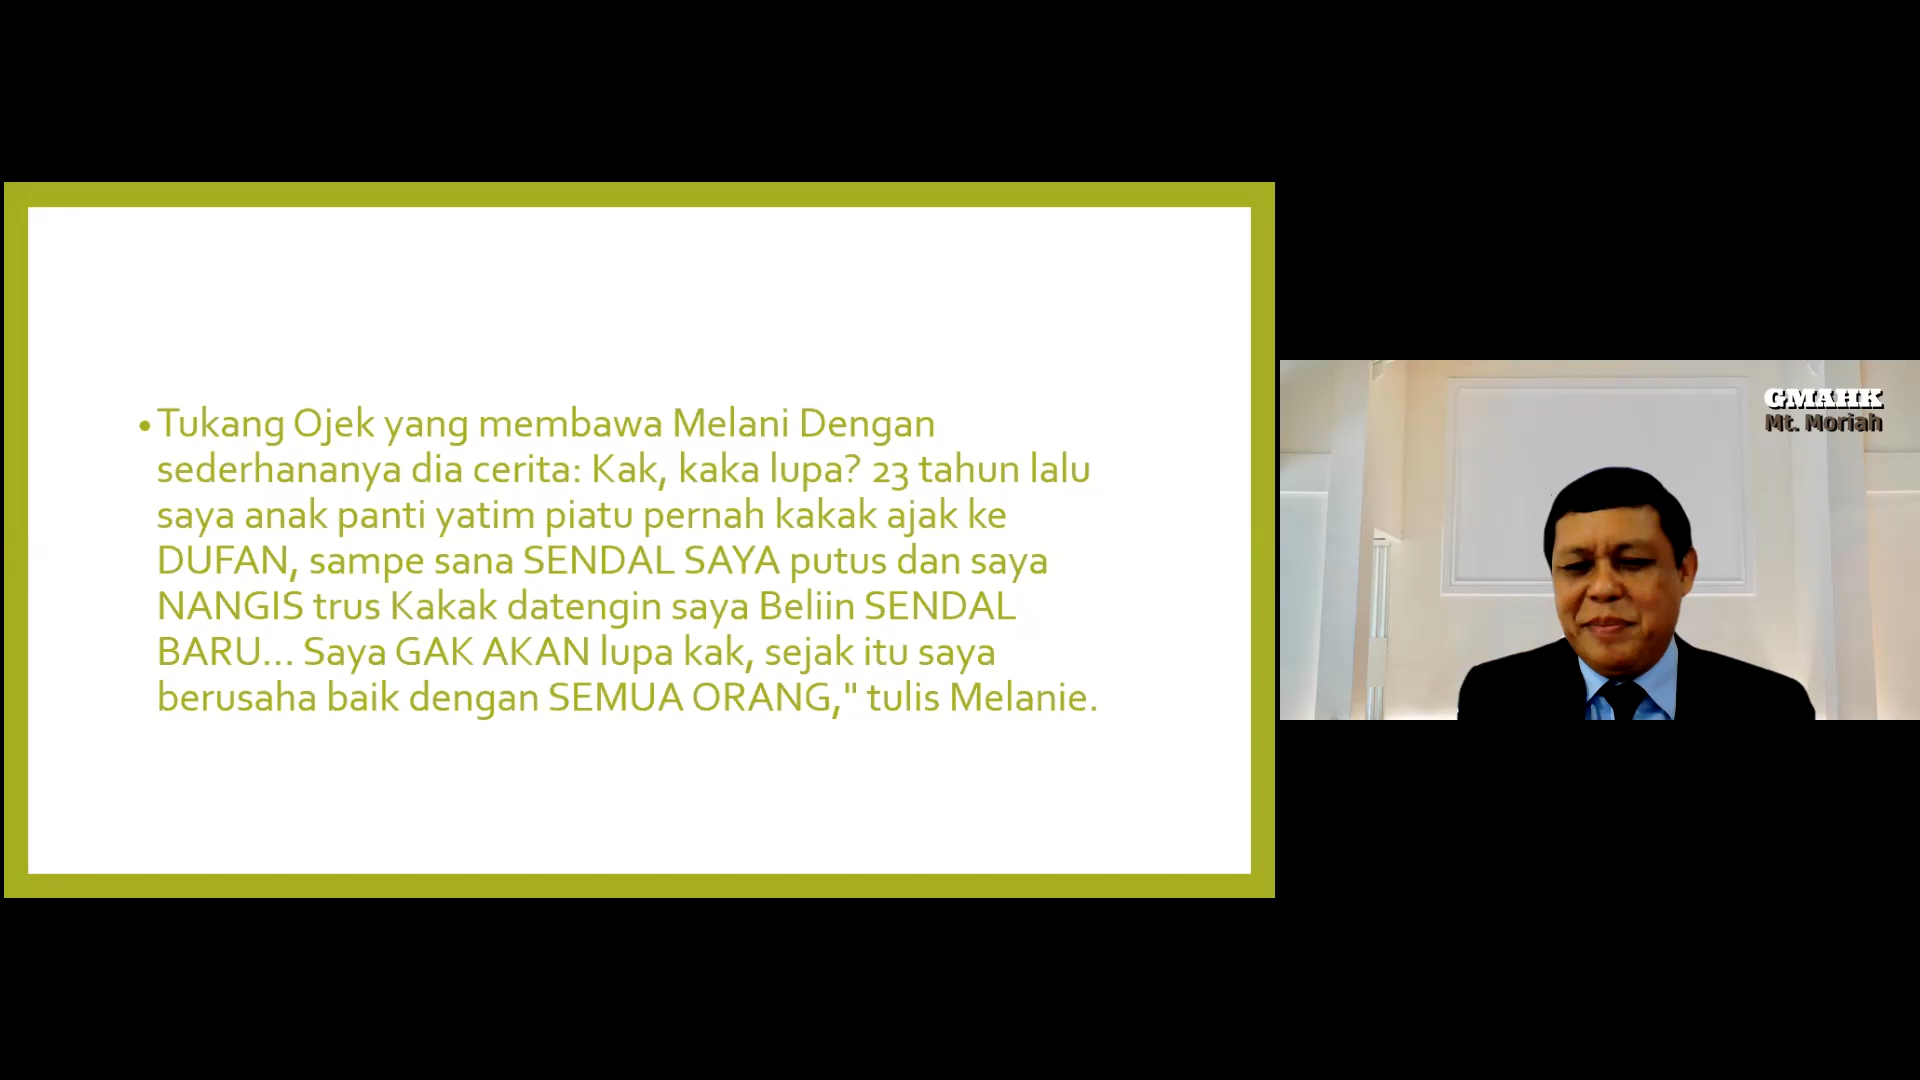 • Tukang Ojek yang membawa Melani Dengan
sederhananya dia cerita: Kak, kaka lupa? 23 tahun lalu
saya anak panti yatim piatu pernah kakak ajak ke
DUFAN, sampe sana SENDAL SAYA putus dan saya
NANGIS trus Kakak datengin saya Beliin SENDAL
BARU... Saya GAK AKAN lupa kak, sejak itu saya
berusaha baik dengan SEMUA ORANG," tulis Melanie.
GMAHK
Mt. Moriah